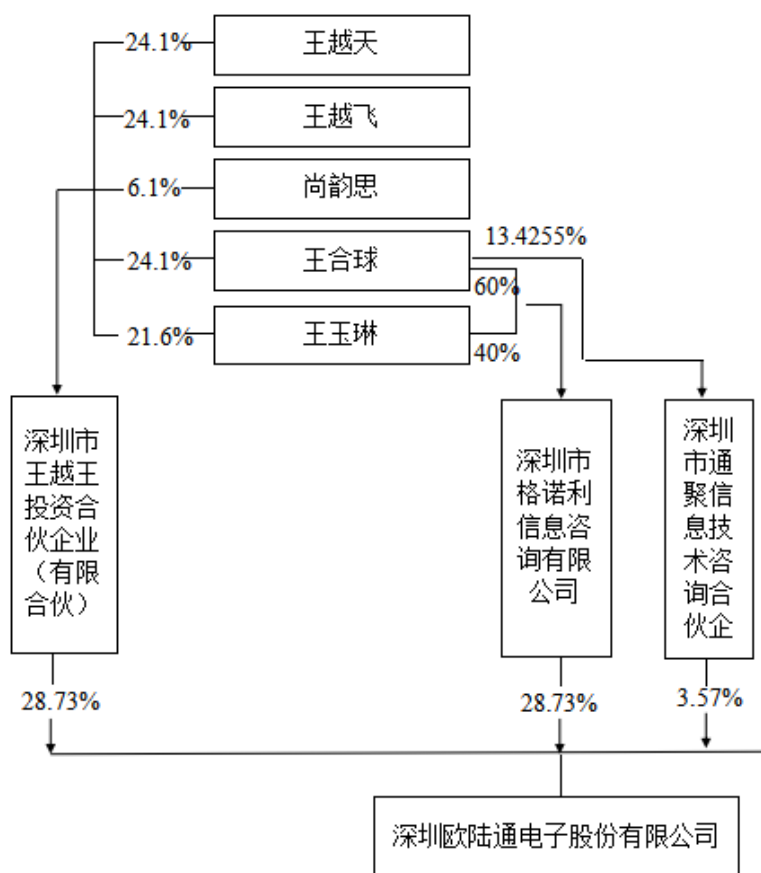 24.1%
王越天
24.1%
王越飞
6.1%
尚韵思
13.4255%
24.1%
王合球
60%
21.6%
王玉琳
40%
深圳市
王越王
投资合
伙企业
（有限
合伙）
深圳市
格诺利
信息咨
询有限
公司
深圳
市通
聚信
息技
术咨
询合
伙企
28.73%
28.73%
3.57%
深圳欧陆通电子股份有限公司